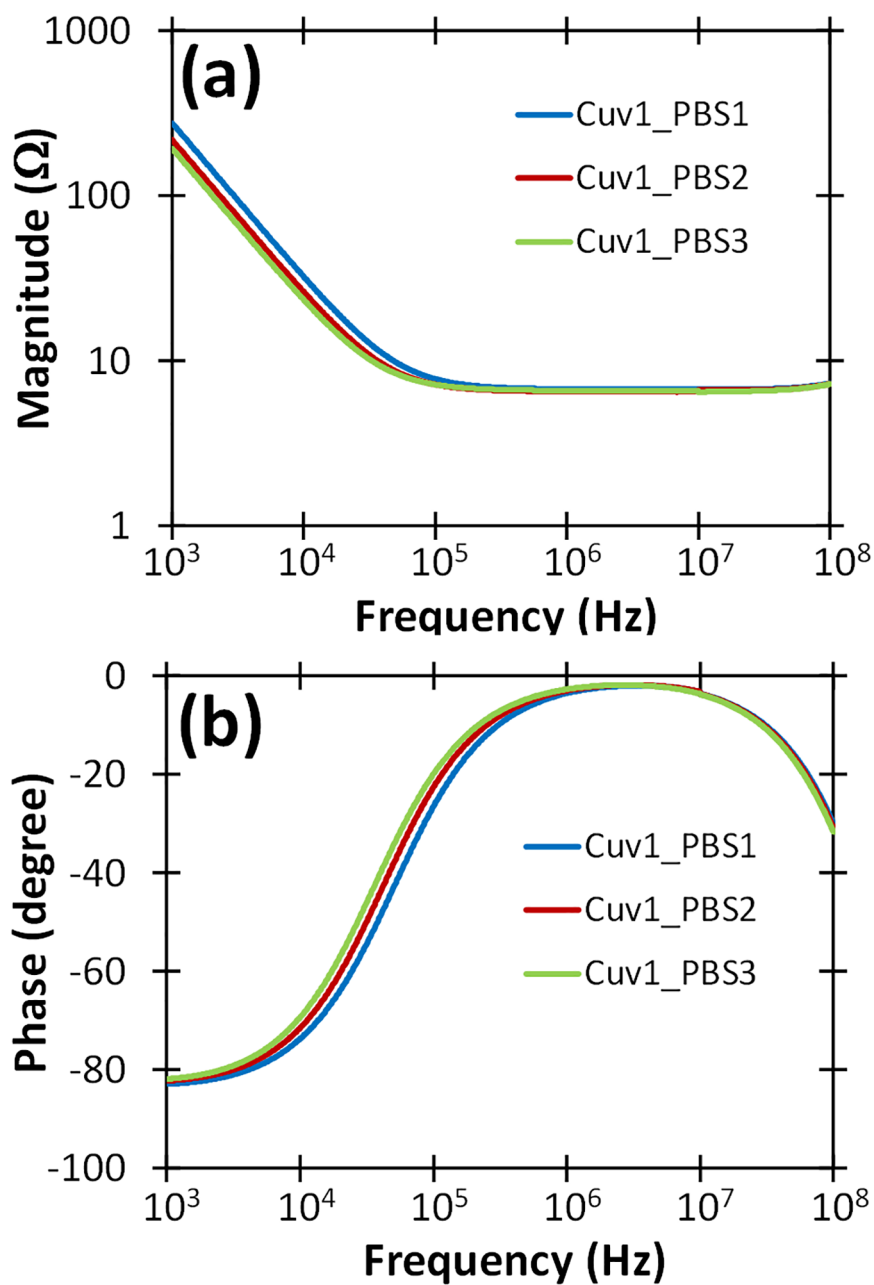 (a)
1000
100
10
1
Magnitude (Ω)
Cuv1_PBS1
Cuv1_PBS2
Cuv1_PBS3
10³ 10⁴ 10⁵ 10⁶ 10⁷ 10⁸
Frequency (Hz)
(b)
0
-20
-40
-60
-80
-100
Phase (degree)
Cuv1_PBS1
Cuv1_PBS2
Cuv1_PBS3
10³ 10⁴ 10⁵ 10⁶ 10⁷ 10⁸
Frequency (Hz)